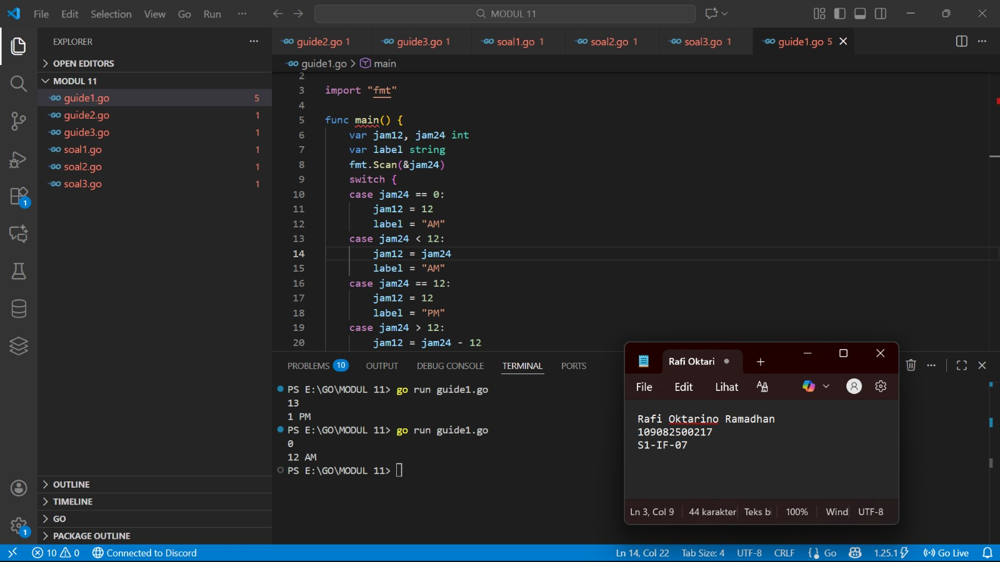 File Edit Selection View Go Run ··· MODUL 11
EXPLORER ···
OPEN EDITORS
MODUL 11
guide1.go 5
guide2.go 1
guide3.go 1
soal1.go 1
soal2.go 1
soal3.go 1
OUTLINE
TIMELINE
GO
PACKAGE OUTLINE
1
1
guide2.go 1 guide3.go 1 soal1.go 1 soal2.go 1 soal3.go 1 guide1.go 5
guide1.go > main
2
3 import "fmt"
4
5 func main() {
6 var jam12, jam24 int
7 var label string
8 fmt.Scan(&jam24)
9 switch {
10 case jam24 == 0:
11 jam12 = 12
12 label = "AM"
13 case jam24 < 12:
14 jam12 = jam24
15 label = "AM"
16 case jam24 == 12:
17 jam12 = 12
18 label = "PM"
19 case jam24 > 12:
20 jam12 = jam24 - 12
PROBLEMS 10 OUTPUT DEBUG CONSOLE TERMINAL PORTS
PS E:\GO\MODUL 11> go run guide1.go
13
1 PM
PS E:\GO\MODUL 11> go run guide1.go
0
12 AM
PS E:\GO\MODUL 11>
Rafi Oktari
File Edit Lihat
Rafi Oktarino Ramadhan
109082500217
S1-IF-07
Ln 3, Col 9 44 karakter Teks bi 100% Wind UTF-8
10 0 Connected to Discord Ln 14, Col 22 Tab Size: 4 UTF-8 CRLF Go 1.25.1 Go Live